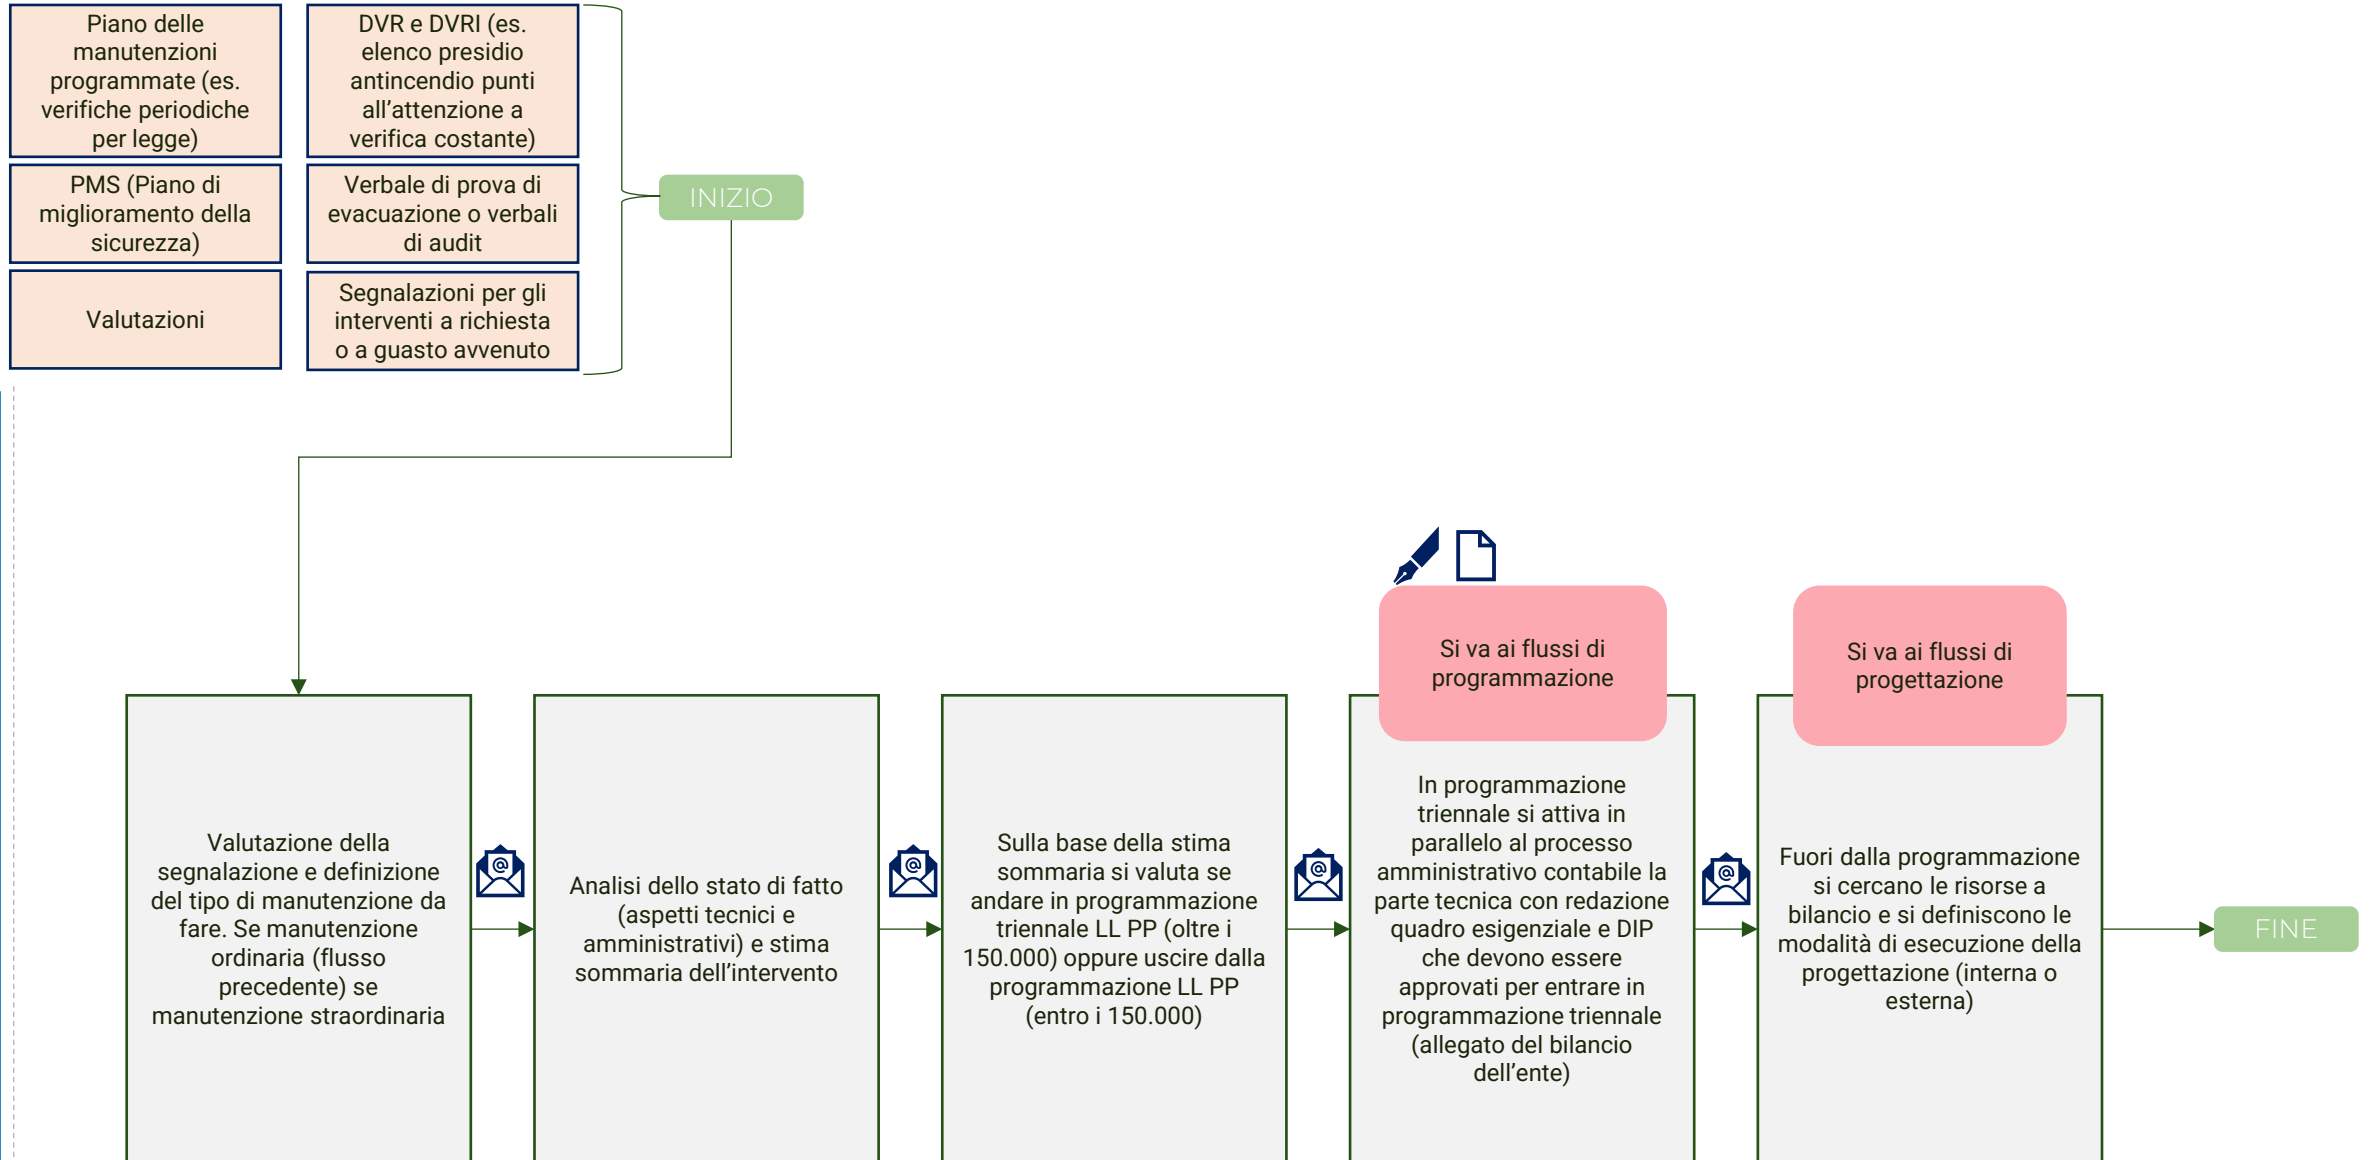 Piano delle
manutenzioni
programmate (es.
verifiche periodiche
per legge)
DVR e DVRI (es.
elenco presidio
antincendio punti
all'attenzione a
verifica costante)
PMS (Piano di
miglioramento della
sicurezza)
Verbale di prova di
evacuazione o verbali
di audit
Valutazioni
Segnalazioni per gli
interventi a richiesta
o a guasto avvenuto
INIZIO
Valutazione della
segnalazione e definizione
del tipo di manutenzione da
fare. Se manutenzione
ordinaria (flusso
precedente) se
manutenzione straordinaria
Analisi dello stato di fatto
(aspetti tecnici e
amministrativi) e stima
sommaria dell'intervento
Sulla base della stima
sommaria si valuta se
andare in programmazione
triennale LL PP (oltre i
150.000) oppure uscire dalla
programmazione LL PP
(entro i 150.000)
Si va ai flussi di
programmazione
In programmazione
triennale si attiva in
parallelo al processo
amministrativo contabile la
parte tecnica con redazione
quadro esigenziale e DIP
che devono essere
approvati per entrare in
programmazione triennale
(allegato del bilancio
dell'ente)
Si va ai flussi di
progettazione
Fuori dalla programmazione
si cercano le risorse a
bilancio e si definiscono le
modalità di esecuzione della
progettazione (interna o
esterna)
FINE